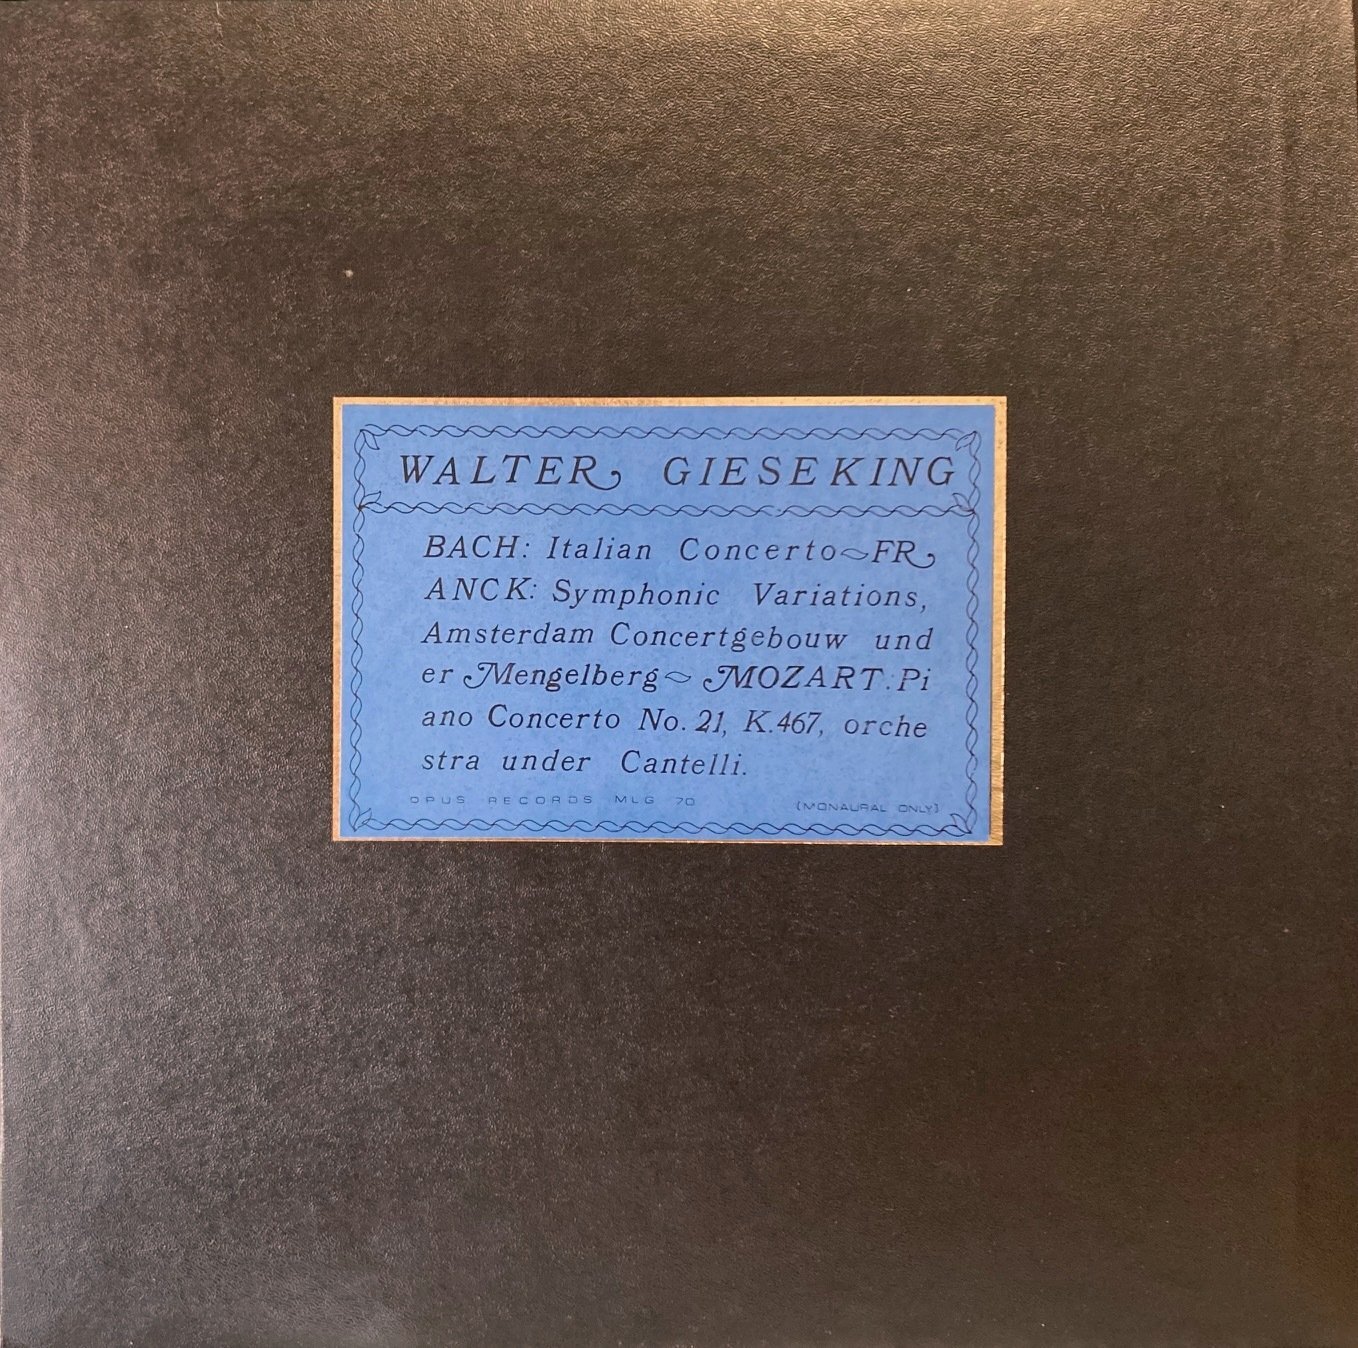 WALTER GIESEKING
BACH: Italian Concerto~FR
ANCK: Symphonic Variations,
Amsterdam Concertgebouw und
er Mengelberg~ MOZART: Pi
ano Concerto No. 21, K.467, orche
stra under Cantelli.
OPUS RECORDS MLG 70 (MONAURAL ONLY)